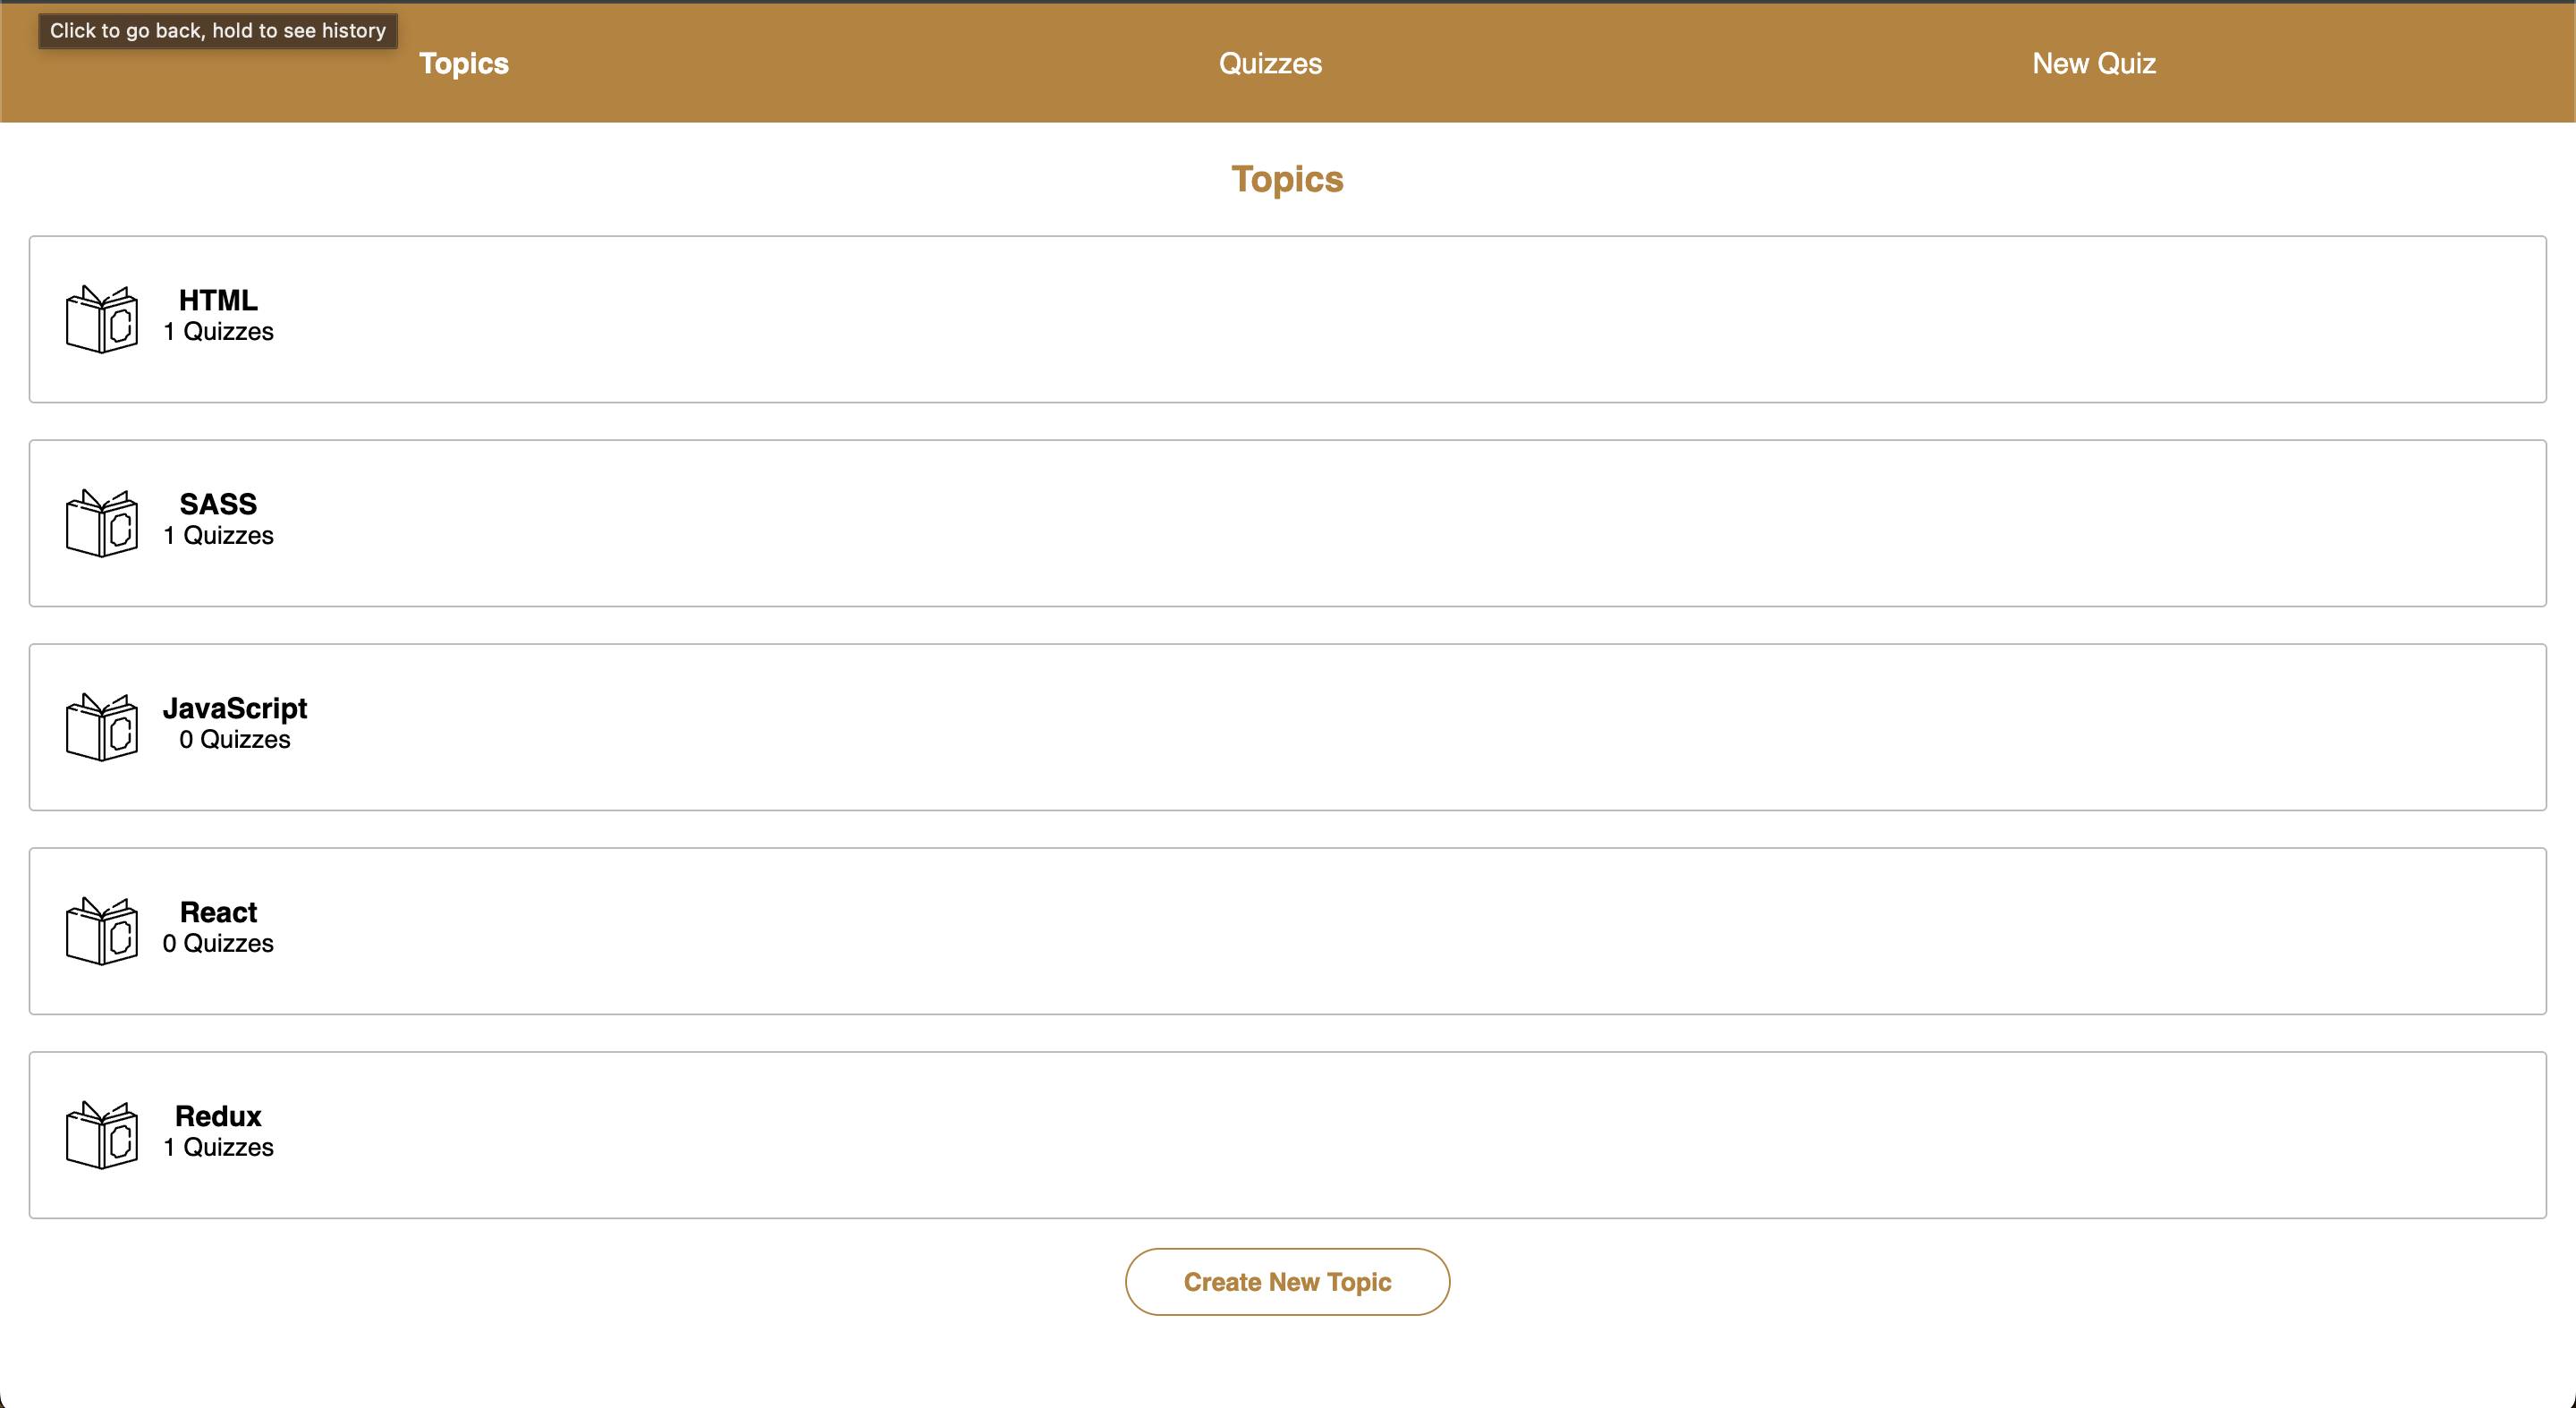 Click to go back, hold to see history
Topics
Quizzes
New Quiz
Topics
HTML
1 Quizzes
SASS
1 Quizzes
JavaScript
0 Quizzes
React
0 Quizzes
Redux
1 Quizzes
Create New Topic